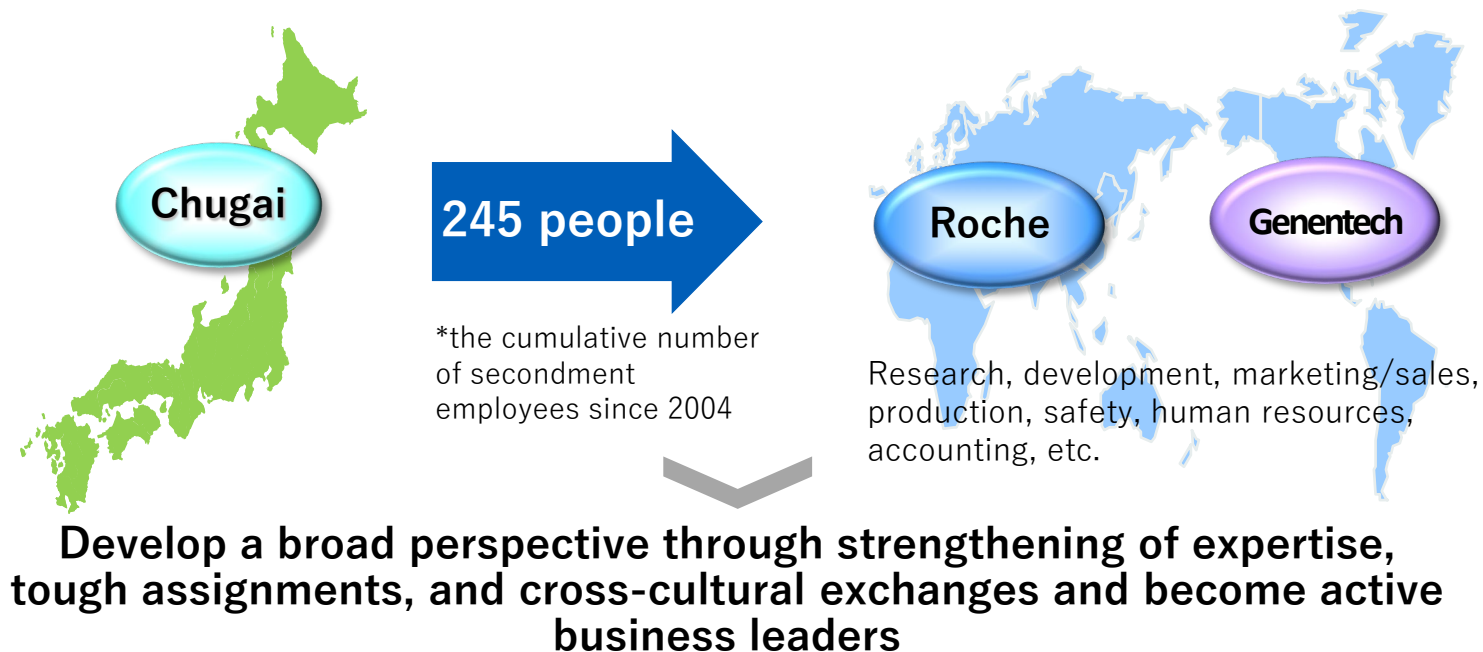 Chugai
245 people
*the cumulative number
of secondment
employees since 2004
Roche
Genentech
Research, development, marketing/sales,
production, safety, human resources,
accounting, etc.
Develop a broad perspective through strengthening of expertise,
tough assignments, and cross-cultural exchanges and become active
business leaders